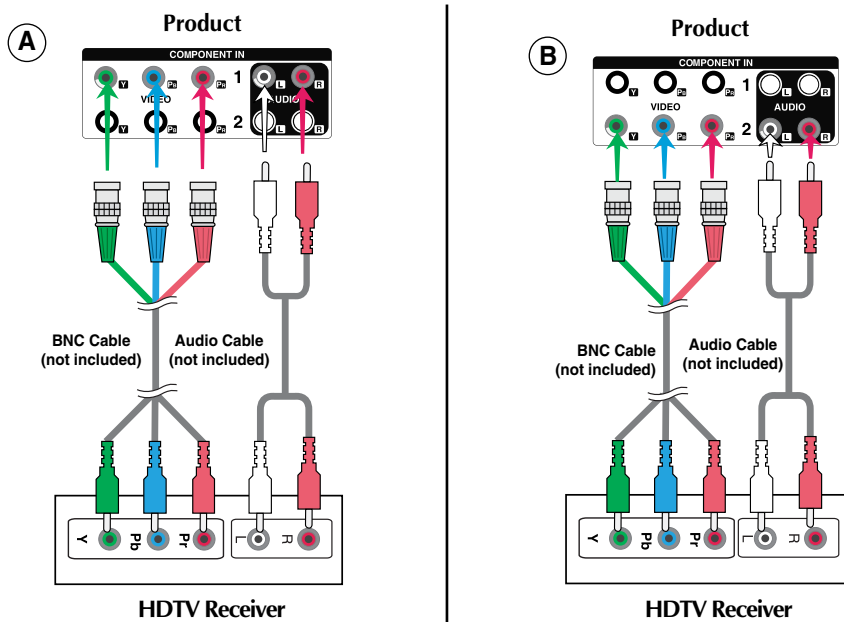 A
Product
COMPONENT IN
Y PB PR 1 L R
VIDEO AUDIO
Y PB PR 2 L R
BNC Cable
(not included)
Audio Cable
(not included)
Y Pb Pr L R
HDTV Receiver
B
Product
COMPONENT IN
Y PB PR 1 L R
VIDEO AUDIO
Y PB PR 2 L R
BNC Cable
(not included)
Audio Cable
(not included)
Y Pb Pr L R
HDTV Receiver